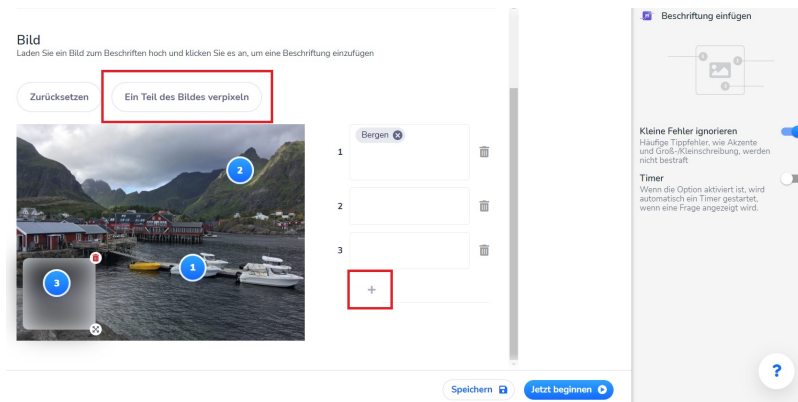 Bild
Laden Sie ein Bild zum Beschriften hoch und klicken Sie es an, um eine Beschriftung einzufügen
Zurücksetzen
Ein Teil des Bildes verpixeln
2
1
3
1
Bergen
2
3
+
Speichern
Jetzt beginnen
Beschriftung einfügen
Kleine Fehler ignorieren
Häufige Tippfehler, wie Akzente
und Groß-/Kleinschreibung, werden
nicht bestraft
Timer
Wenn die Option aktiviert ist, wird
automatisch ein Timer gestartet,
wenn eine Frage angezeigt wird.
?